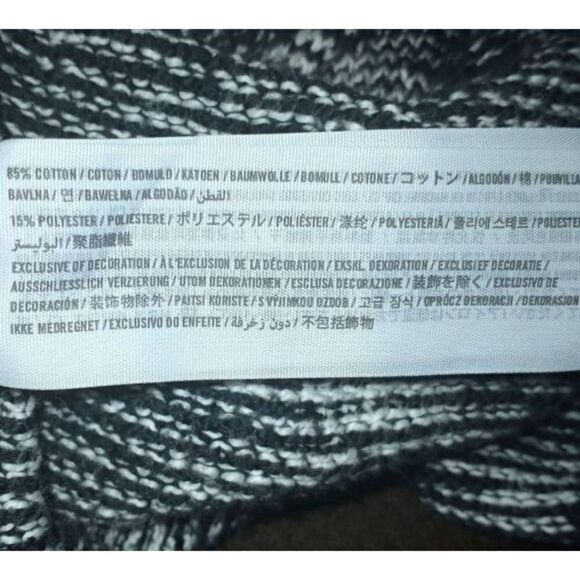 85% COTTON / COTON / BOMULD / KATOEN / BAUMWOLLE / BOMULL / COTONE / コットン / ALGODÓN / 棉 / PUUVILLA
BAVLNA / 면 / BAWEŁNA / ALGODÃO / القطن /
15% POLYESTER / POLIÉSTERE / ポリエステル / POLIÉSTER / 涤纶 / POLYESTERIÄ / 폴리에스테르 / POLIESTER
البوليستر / 聚脂纖維
EXCLUSIVE OF DECORATION / À L'EXCLUSION DE LA DÉCORATION / EKSKL. DEKORATION / EXCLUSIEF DECORATIE /
AUSSCHLIESSLICH VERZIERUNG / UTOM DEKORATIONEN / ESCLUSA DECORAZIONE / 装飾を除く / EXCLUSIVO DE
DECORACIÓN / 装饰物除外 / PAITSI KORISTE / S VÝJIMKOU OZDOB / 고급 장식 / OPRÓCZ DEKORACJI / DEKORASJON
IKKE MEDREGNET / EXCLUSIVO DO ENFEITE / دون زخرفة / 不包括飾物